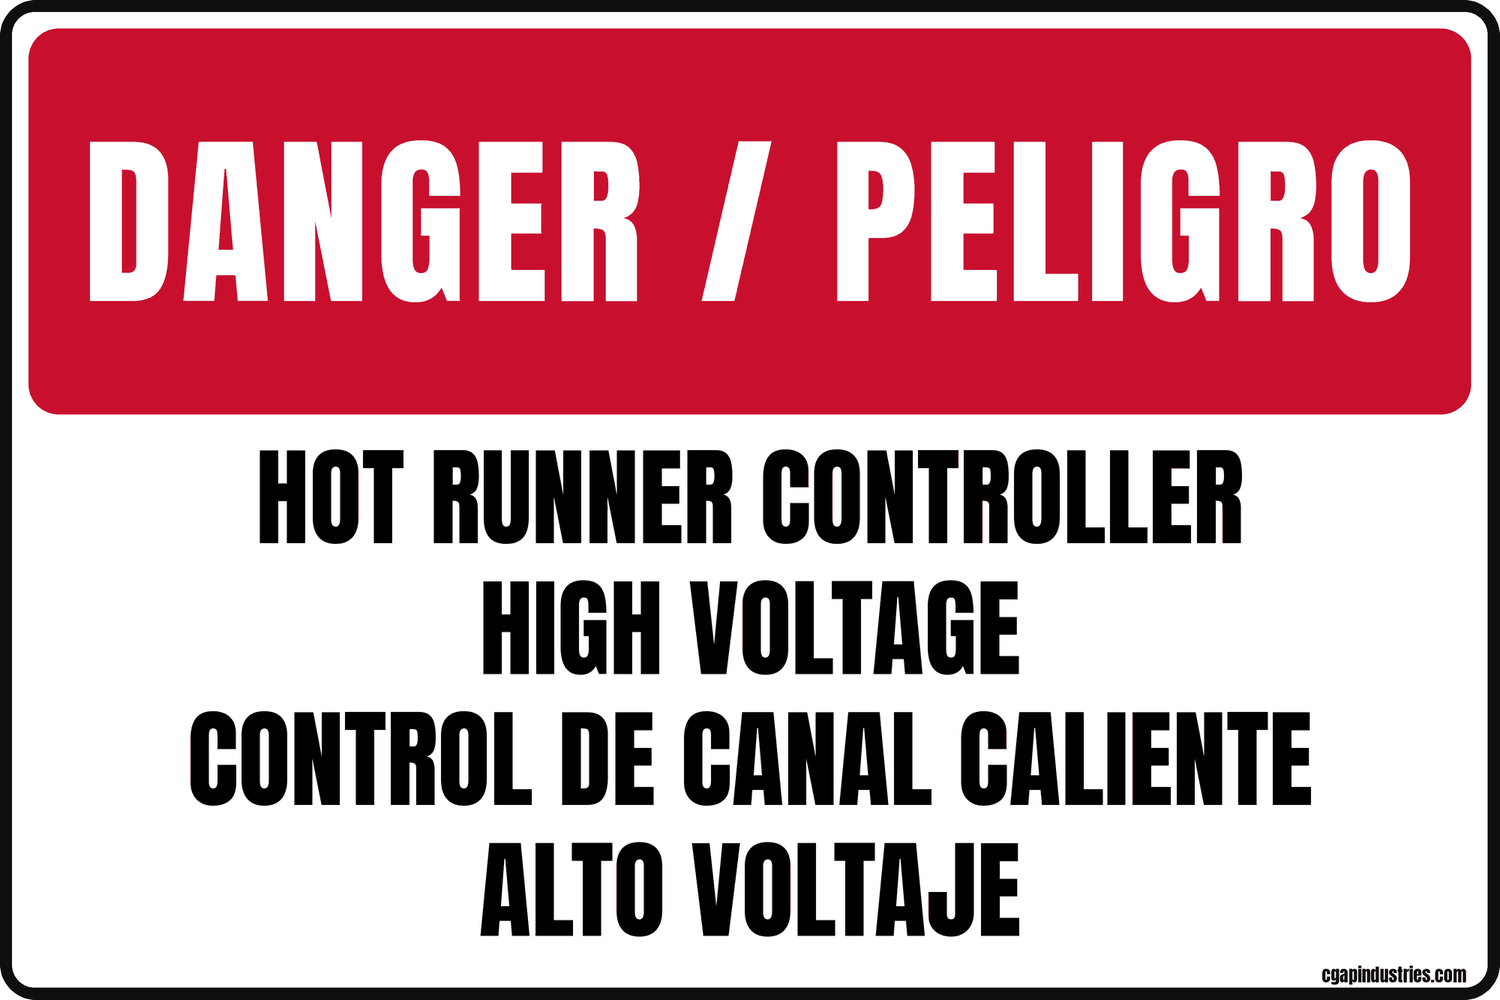 DANGER / PELIGRO
HOT RUNNER CONTROLLER
HIGH VOLTAGE
CONTROL DE CANAL CALIENTE
ALTO VOLTAJE
cgapindustries.com